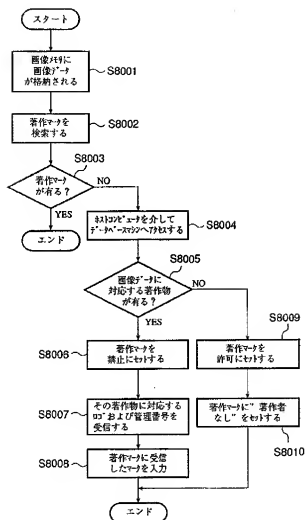 スタート
画像メモリに
画像データ
が格納される
S8001
著作マークを
検索する
S8002
S8003
著作マーク
が有る?
NO
YES
エンド
ホストコンピュータを介して
データベースマシンへアクセスする
S8004
S8005
画像データに
対応する著作物
が有る?
NO
YES
S8006
著作マークを
禁止にセットする
S8009
著作マークを
許可にセットする
S8007
その著作物に対応する
ロゴおよび管理番号を
受信する
著作マークに"著作者
なし"をセットする
S8010
S8008
著作マークに受信
したマークを入力
エンド